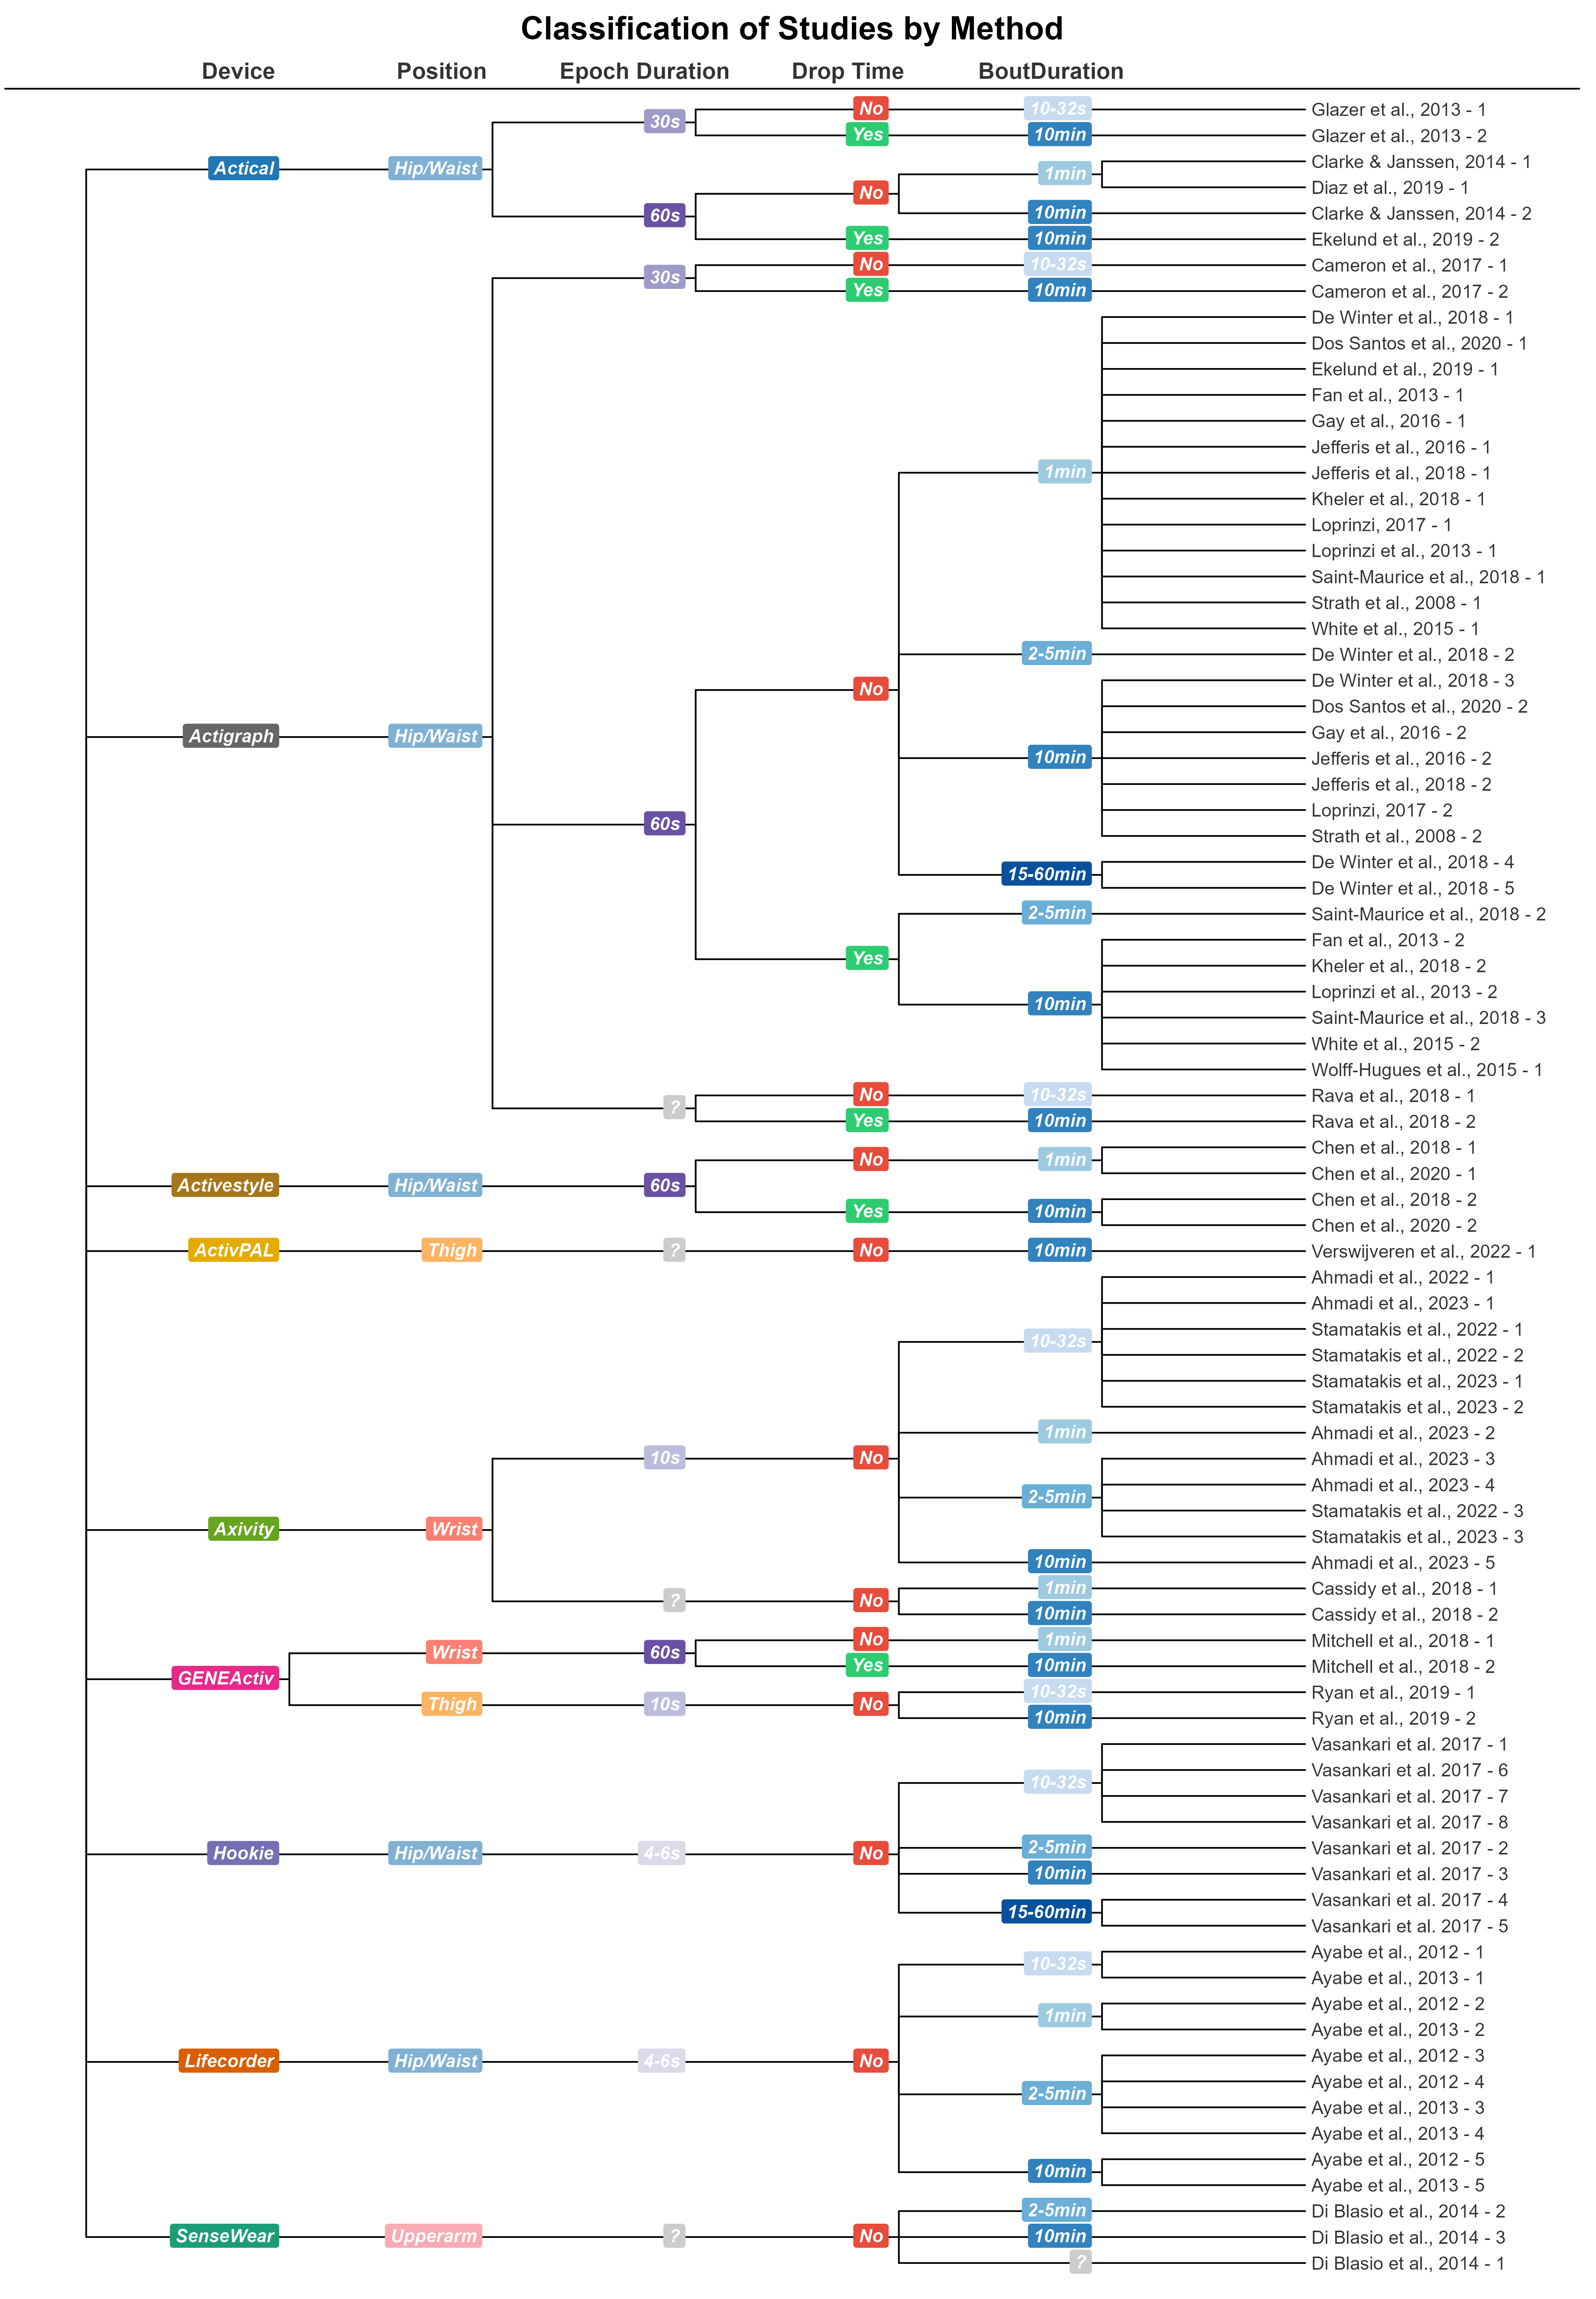 Classification of Studies by Method
Device Position Epoch Duration Drop Time BoutDuration
No 10-32s Glazer et al., 2013 - 1
30s
Yes 10min Glazer et al., 2013 - 2
Clarke & Janssen, 2014 - 1
Actical Hip/Waist 1min
Diaz et al., 2019 - 1
No
60s 10min Clarke & Janssen, 2014 - 2
Yes 10min Ekelund et al., 2019 - 2
No 10-32s Cameron et al., 2017 - 1
30s
Yes 10min Cameron et al., 2017 - 2
De Winter et al., 2018 - 1
Dos Santos et al., 2020 - 1
Ekelund et al., 2019 - 1
Fan et al., 2013 - 1
Gay et al., 2016 - 1
Jefferis et al., 2016 - 1
1min Jefferis et al., 2018 - 1
Kheler et al., 2018 - 1
Loprinzi, 2017 - 1
Loprinzi et al., 2013 - 1
Saint-Maurice et al., 2018 - 1
Strath et al., 2008 - 1
White et al., 2015 - 1
2-5min De Winter et al., 2018 - 2
No De Winter et al., 2018 - 3
Dos Santos et al., 2020 - 2
Actigraph Hip/Waist Gay et al., 2016 - 2
10min Jefferis et al., 2016 - 2
Jefferis et al., 2018 - 2
Loprinzi, 2017 - 2
60s Strath et al., 2008 - 2
De Winter et al., 2018 - 4
15-60min
De Winter et al., 2018 - 5
2-5min Saint-Maurice et al., 2018 - 2
Fan et al., 2013 - 2
Yes Kheler et al., 2018 - 2
Loprinzi et al., 2013 - 2
10min
Saint-Maurice et al., 2018 - 3
White et al., 2015 - 2
Wolff-Hugues et al., 2015 - 1
No 10-32s Rava et al., 2018 - 1
?
Yes 10min Rava et al., 2018 - 2
Chen et al., 2018 - 1
No 1min
Chen et al., 2020 - 1
Activestyle Hip/Waist 60s
Chen et al., 2018 - 2
Yes 10min
Chen et al., 2020 - 2
ActivPAL Thigh ? No 10min Verswijveren et al., 2022 - 1
Ahmadi et al., 2022 - 1
Ahmadi et al., 2023 - 1
Stamatakis et al., 2022 - 1
10-32s
Stamatakis et al., 2022 - 2
Stamatakis et al., 2023 - 1
Stamatakis et al., 2023 - 2
1min Ahmadi et al., 2023 - 2
10s No Ahmadi et al., 2023 - 3
Ahmadi et al., 2023 - 4
2-5min
Stamatakis et al., 2022 - 3
Axivity Wrist
Stamatakis et al., 2023 - 3
10min Ahmadi et al., 2023 - 5
1min Cassidy et al., 2018 - 1
? No
10min Cassidy et al., 2018 - 2
No 1min Mitchell et al., 2018 - 1
Wrist 60s
Yes 10min Mitchell et al., 2018 - 2
GENEActiv
10-32s Ryan et al., 2019 - 1
Thigh 10s No
10min Ryan et al., 2019 - 2
Vasankari et al. 2017 - 1
Vasankari et al. 2017 - 6
10-32s
Vasankari et al. 2017 - 7
Vasankari et al. 2017 - 8
2-5min Vasankari et al. 2017 - 2
Hookie Hip/Waist 4-6s No
10min Vasankari et al. 2017 - 3
Vasankari et al. 2017 - 4
15-60min
Vasankari et al. 2017 - 5
Ayabe et al., 2012 - 1
10-32s
Ayabe et al., 2013 - 1
Ayabe et al., 2012 - 2
1min
Ayabe et al., 2013 - 2
Lifecorder Hip/Waist 4-6s No
Ayabe et al., 2012 - 3
Ayabe et al., 2012 - 4
2-5min
Ayabe et al., 2013 - 3
Ayabe et al., 2013 - 4
Ayabe et al., 2012 - 5
10min
Ayabe et al., 2013 - 5
2-5min Di Blasio et al., 2014 - 2
SenseWear Upperarm ? No 10min Di Blasio et al., 2014 - 3
? Di Blasio et al., 2014 - 1